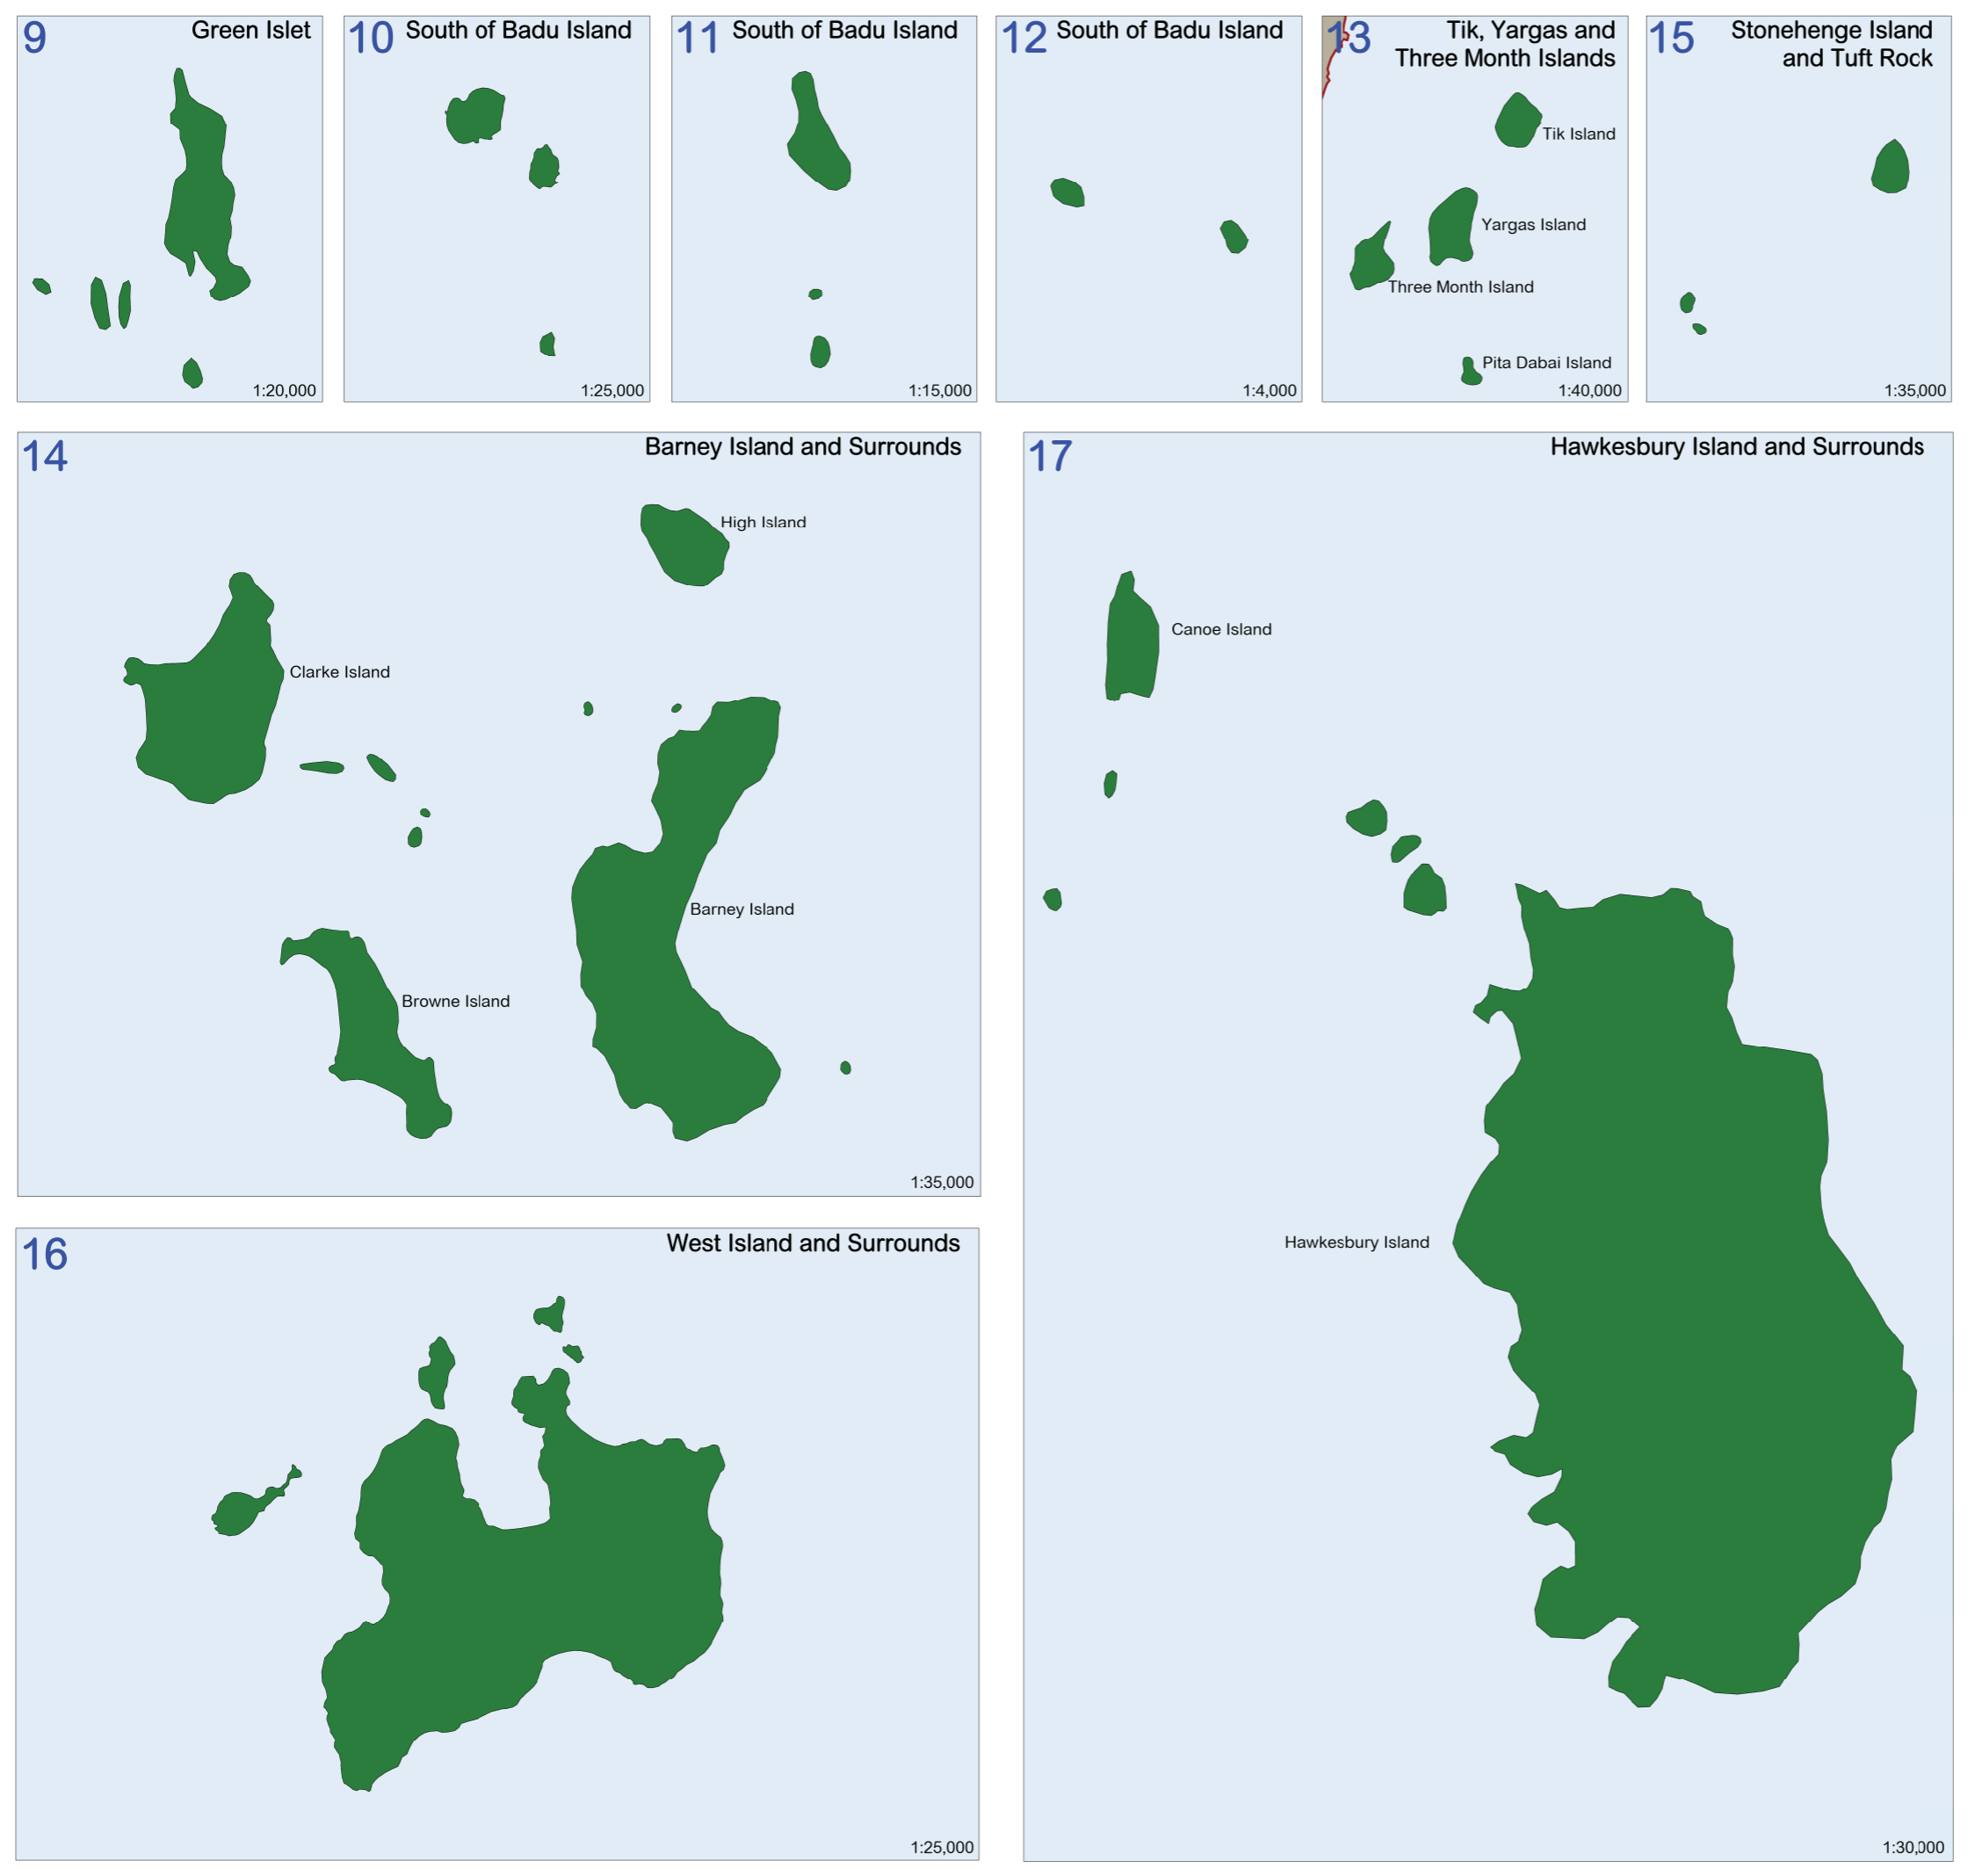 9
Green Islet
1:20,000
10
South of Badu Island
1:25,000
11
South of Badu Island
1:15,000
12
South of Badu Island
1:4,000
13
Tik, Yargas and
Three Month Islands
Tik Island
Yargas Island
Three Month Island
Pita Dabai Island
1:40,000
15
Stonehenge Island
and Tuft Rock
1:35,000
14
Barney Island and Surrounds
High Island
Clarke Island
Barney Island
Browne Island
1:35,000
17
Hawkesbury Island and Surrounds
Canoe Island
Hawkesbury Island
1:30,000
16
West Island and Surrounds
1:25,000